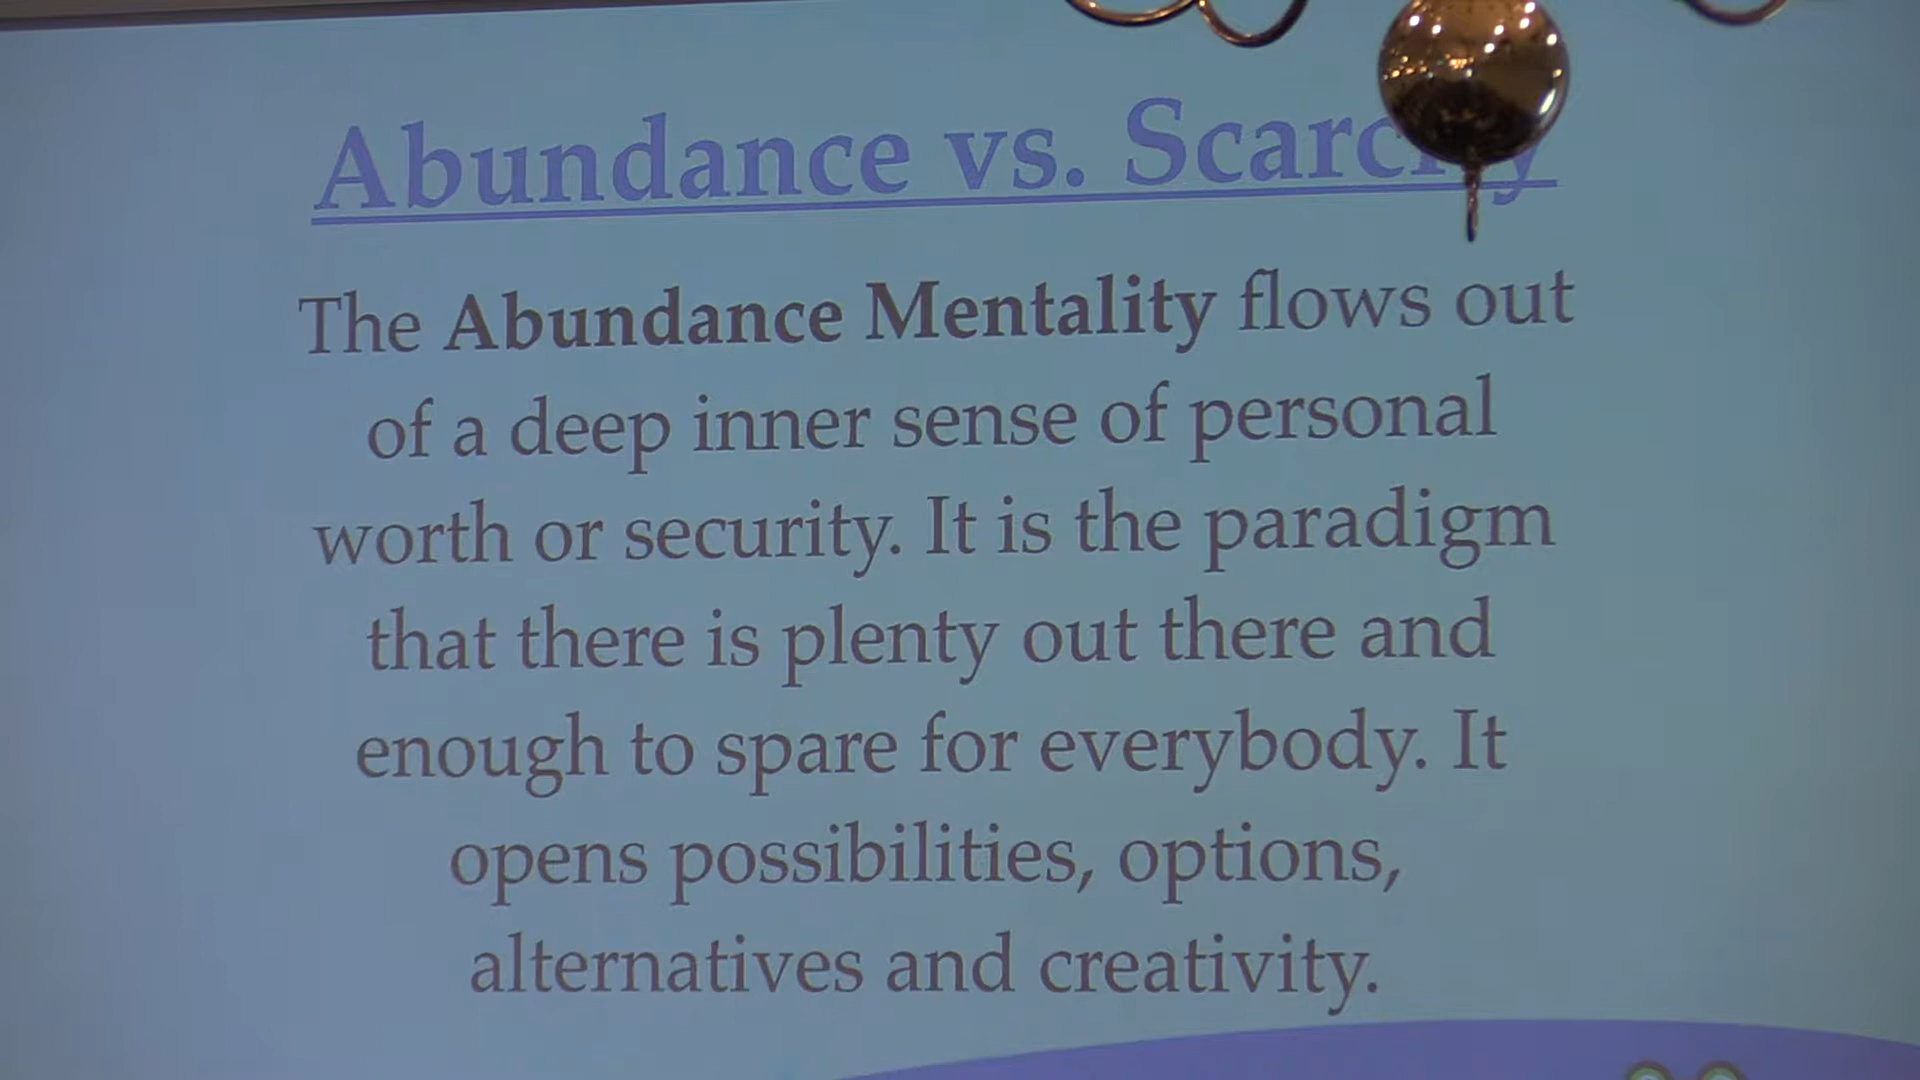 Abundance vs. Scarcity
The Abundance Mentality flows out
of a deep inner sense of personal
worth or security. It is the paradigm
that there is plenty out there and
enough to spare for everybody. It
opens possibilities, options,
alternatives and creativity.